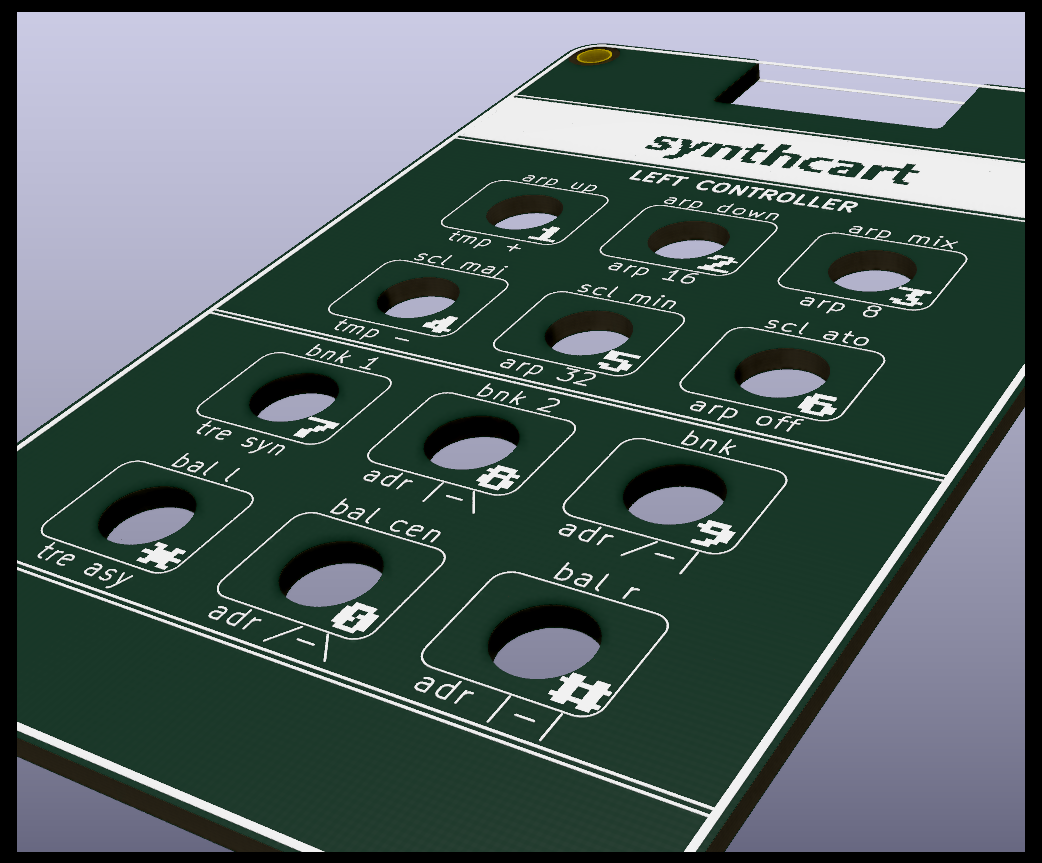 synthcart
LEFT CONTROLLER
arp up arp down arp mix
1 2 3
tmp + arp 16 arp 8
scl maj scl min scl ato
4 5 6
tmp - arp 32 arp off
bnk 1 bnk 2 bnk
7 8 9
tre syn adr /-| adr /-/
bal l bal cen bal r
* 0 #
tre asy adr /-| adr |-/